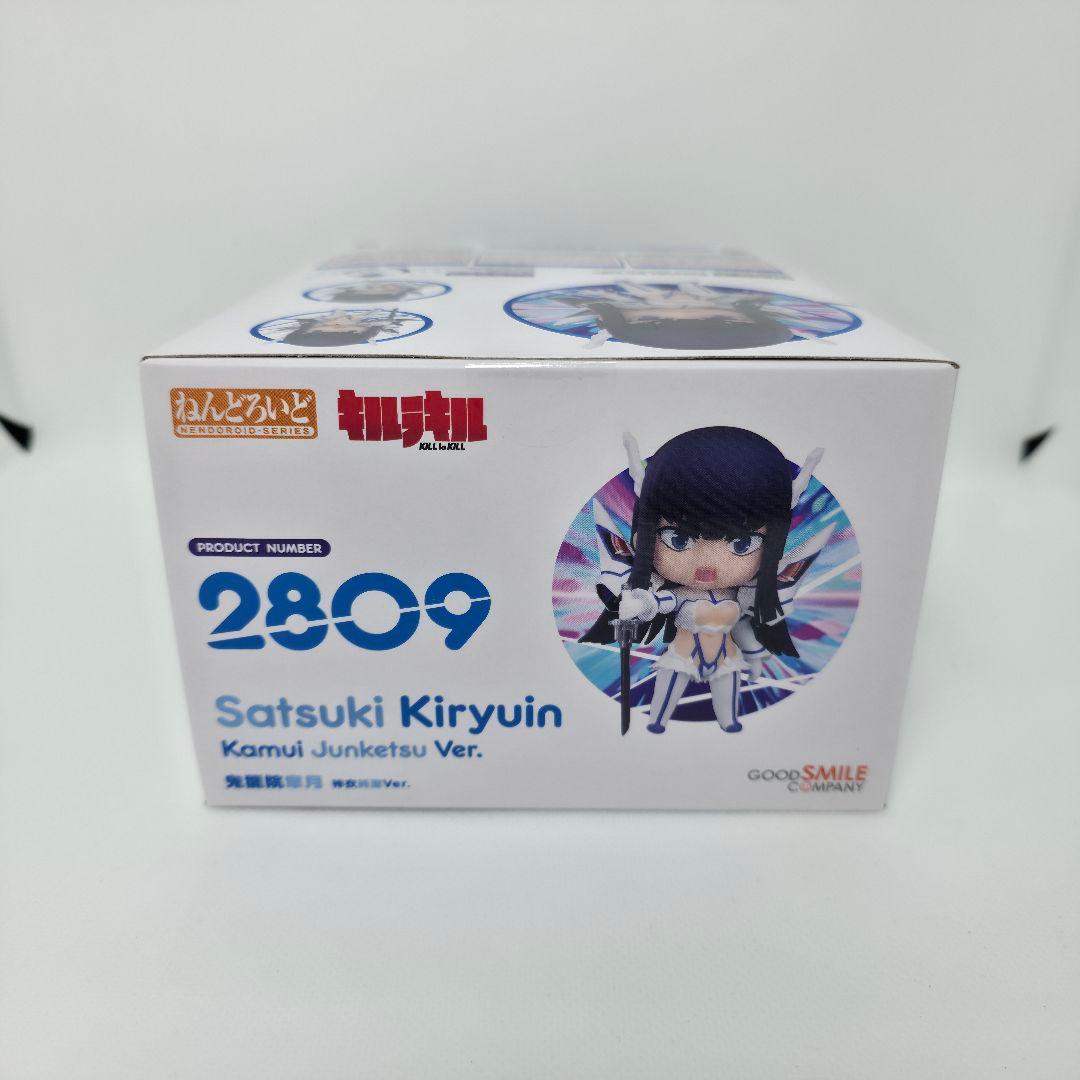 ねんどろいど
NENDOROID-SERIES
キルラキル
KILL la KILL
PRODUCT NUMBER
2809
Satsuki Kiryuin
Kamui Junketsu Ver.
鬼龍院皐月 神衣純潔Ver.
GOOD SMILE
COMPANY